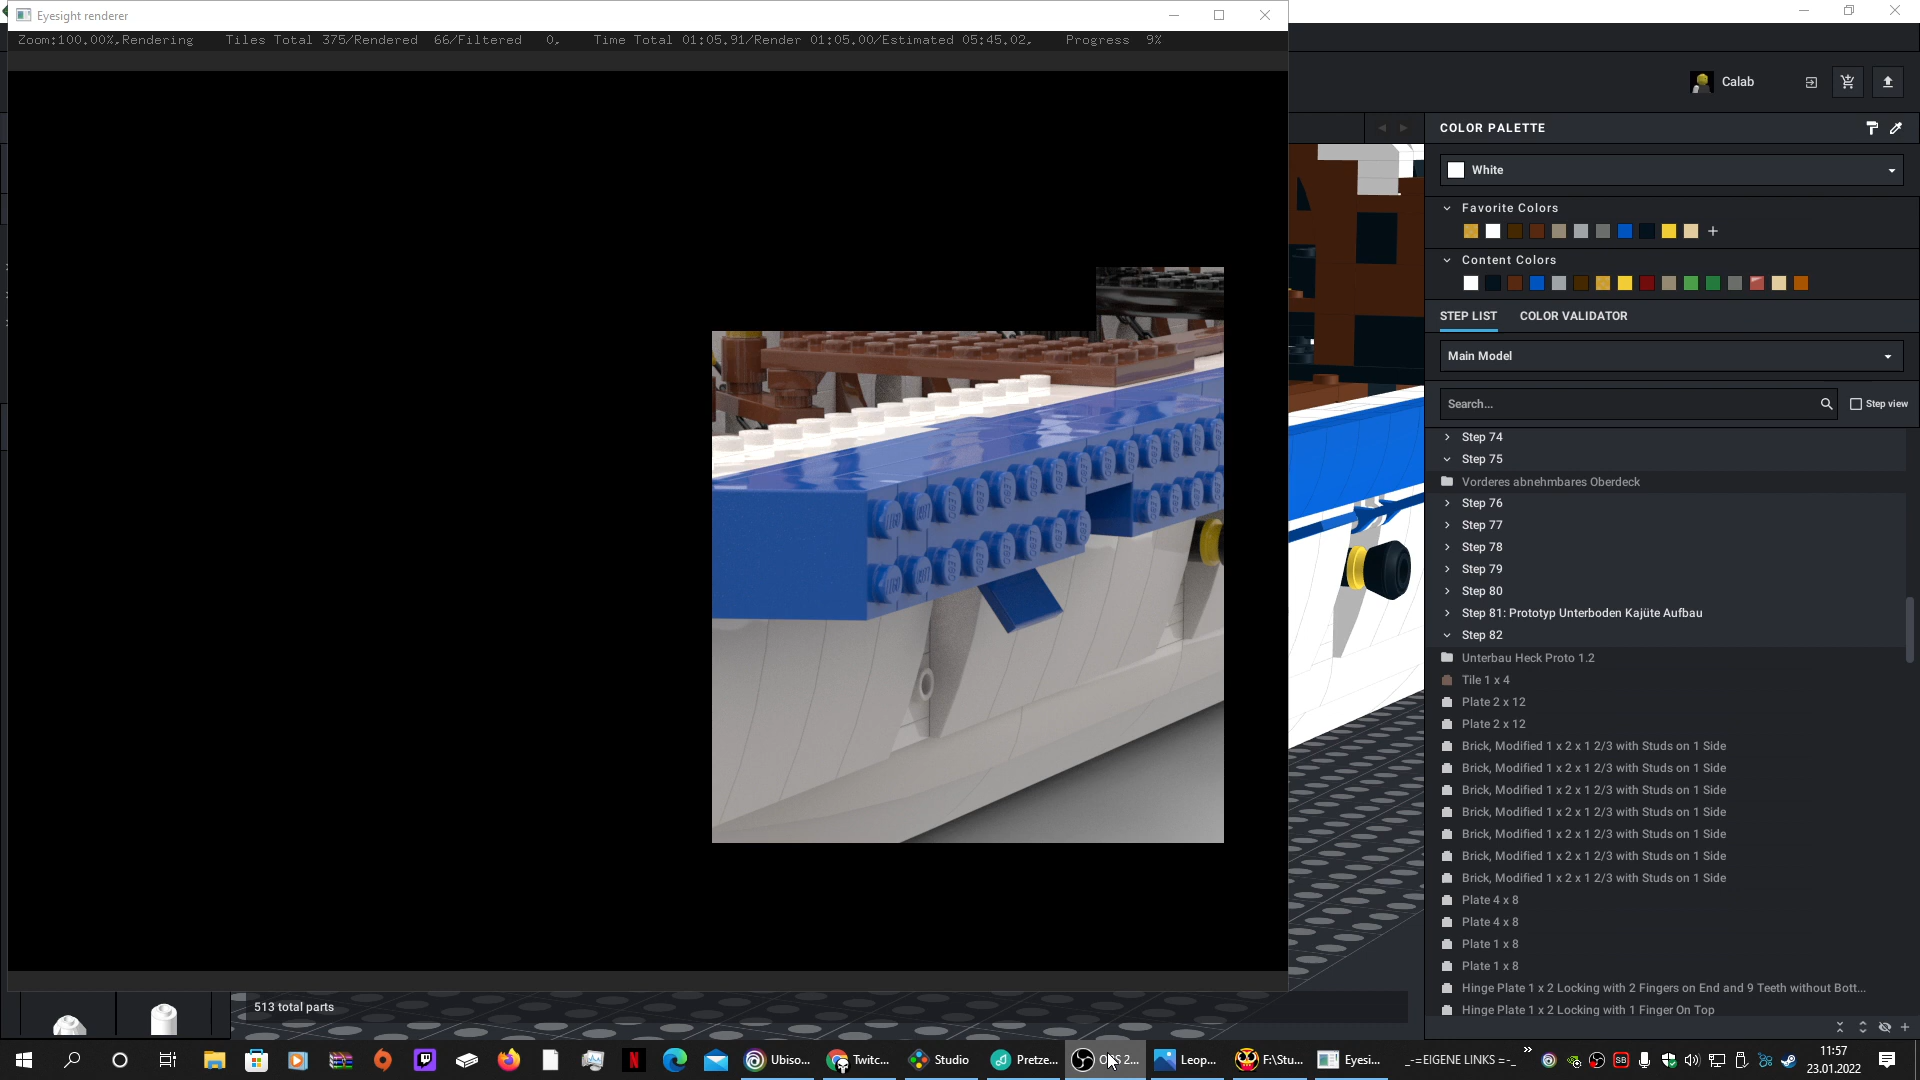 Eyesight renderer
Zoom:100.00%,Rendering Tiles Total 375/Rendered 66/Filtered 0, Time Total 01:05.91/Render 01:05.00/Estimated 05:45.02, Progress 9%
Calab
COLOR PALETTE
White
Favorite Colors
Content Colors
STEP LIST COLOR VALIDATOR
Main Model
Search... Step view
Step 74
Step 75
Vorderes abnehmbares Oberdeck
Step 76
Step 77
Step 78
Step 79
Step 80
Step 81: Prototyp Unterboden Kajüte Aufbau
Step 82
Unterbau Heck Proto 1.2
Tile 1 x 4
Plate 2 x 12
Plate 2 x 12
Brick, Modified 1 x 2 x 1 2/3 with Studs on 1 Side
Brick, Modified 1 x 2 x 1 2/3 with Studs on 1 Side
Brick, Modified 1 x 2 x 1 2/3 with Studs on 1 Side
Brick, Modified 1 x 2 x 1 2/3 with Studs on 1 Side
Brick, Modified 1 x 2 x 1 2/3 with Studs on 1 Side
Brick, Modified 1 x 2 x 1 2/3 with Studs on 1 Side
Brick, Modified 1 x 2 x 1 2/3 with Studs on 1 Side
Plate 4 x 8
Plate 4 x 8
Plate 1 x 8
Plate 1 x 8
Hinge Plate 1 x 2 Locking with 2 Fingers on End and 9 Teeth without Bott...
Hinge Plate 1 x 2 Locking with 1 Finger On Top
513 total parts
Ubiso... Twitc... Studio Pretze... 2... Leop... F:\Stu... Eyesi... _-=EIGENE LINKS =-_ » SB 11:57
23.01.2022